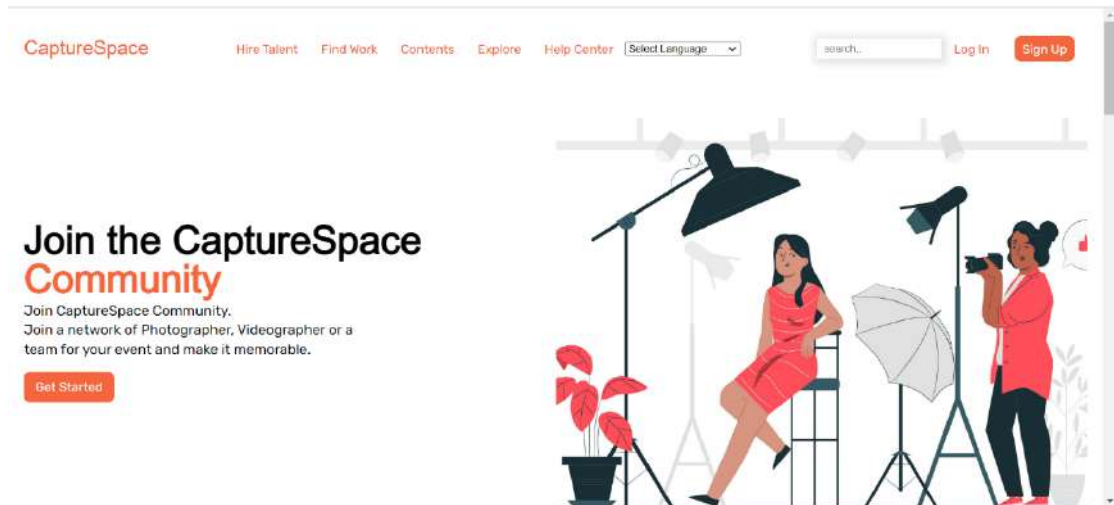 CaptureSpace
Hire Talent Find Work Contents Explore Help Center Select Language search.. Log In Sign Up
Join the CaptureSpace
Community
Join CaptureSpace Community.
Join a network of Photographer, Videographer or a
team for your event and make it memorable.
Get Started